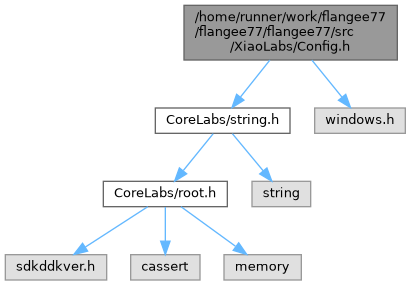 /home/runner/work/flangee77
/flangee77/flangee77/src
/XiaoLabs/Config.h
CoreLabs/string.h
windows.h
CoreLabs/root.h
string
sdkddkver.h
cassert
memory